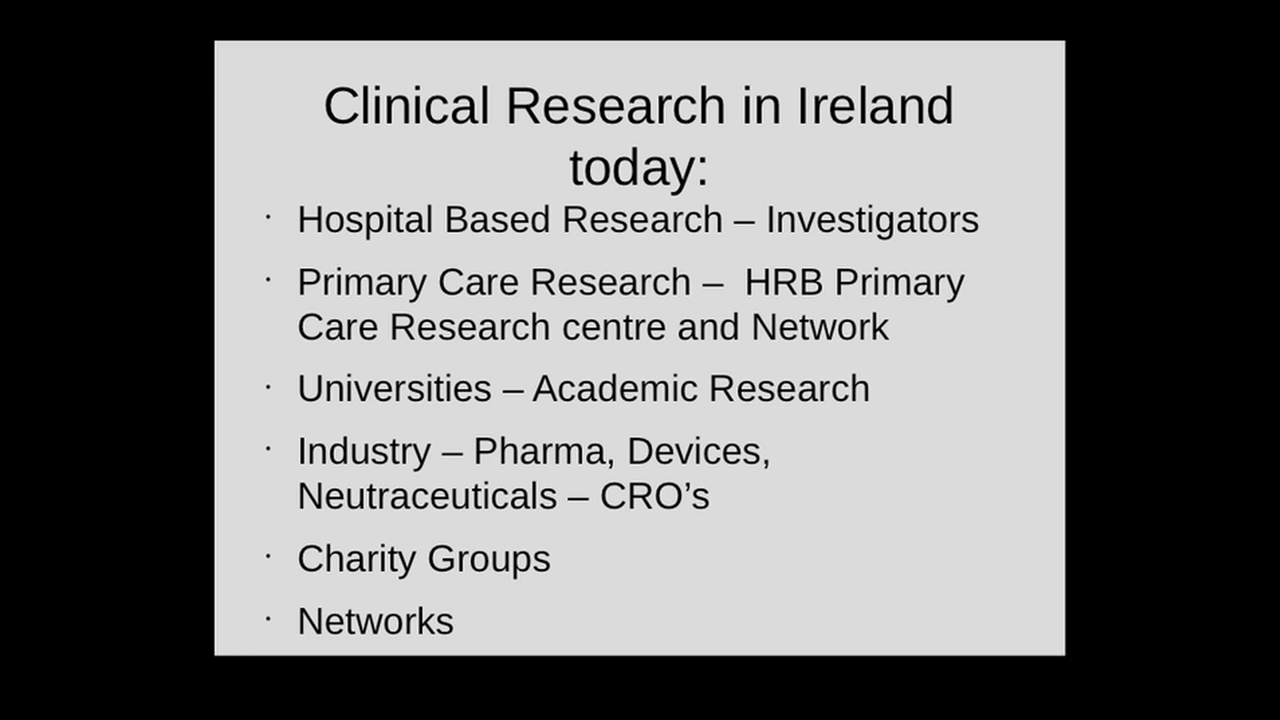 Clinical Research in Ireland
today:
· Hospital Based Research – Investigators
· Primary Care Research –  HRB Primary
Care Research centre and Network
· Universities – Academic Research
· Industry – Pharma, Devices,
Neutraceuticals – CRO’s
· Charity Groups
· Networks